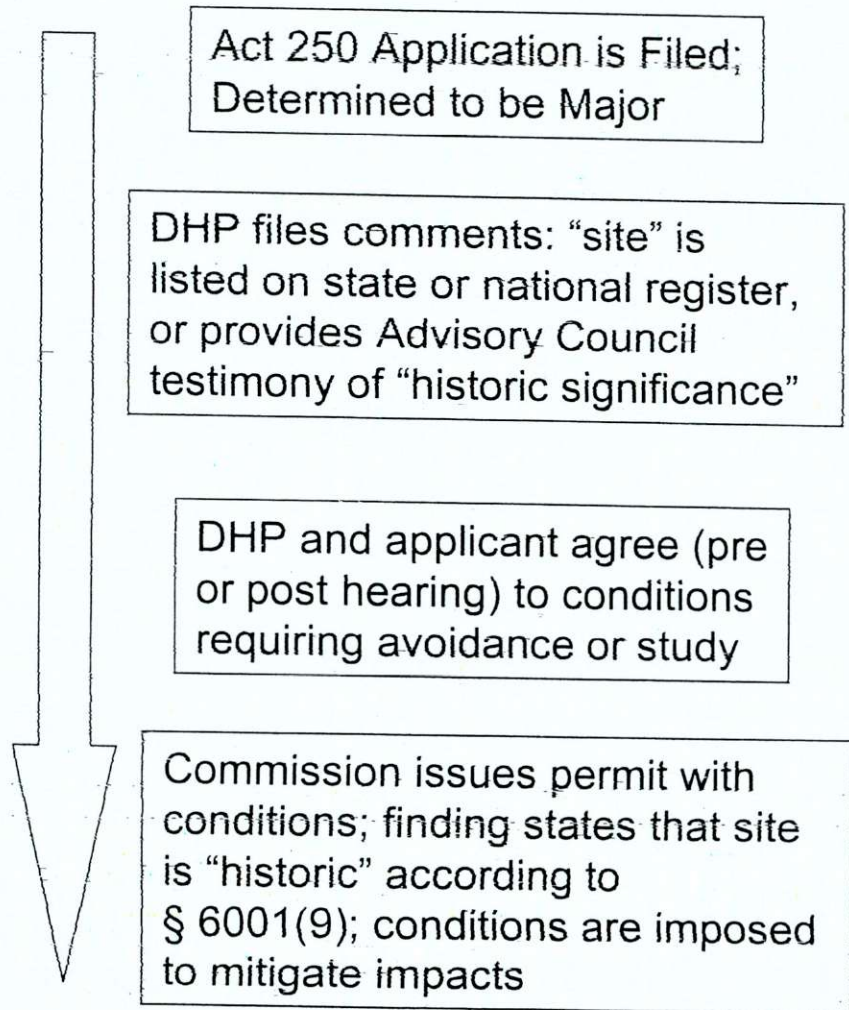 Act 250 Application is Filed;
Determined to be Major
DHP files comments: “site” is
listed on state or national register,
or provides Advisory Council
testimony of “historic significance”
DHP and applicant agree (pre
or post hearing) to conditions
requiring avoidance or study
Commission issues permit with
conditions; finding states that site
is “historic” according to
§ 6001(9); conditions are imposed
to mitigate impacts